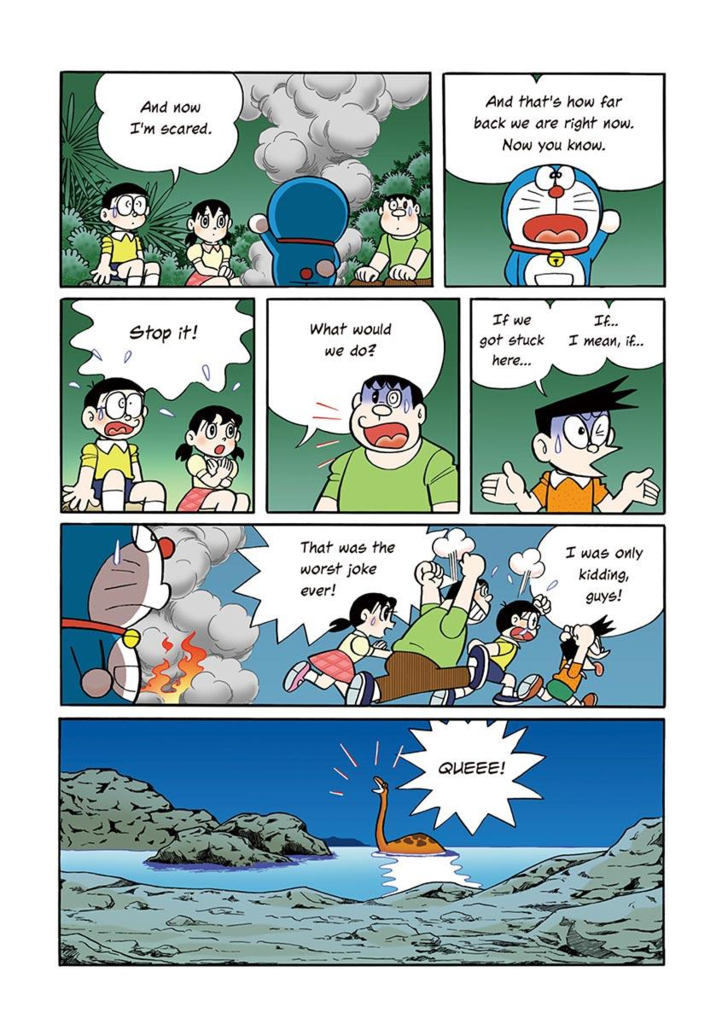 And now
I'm scared.
And that's how far
back we are right now.
Now you know.
Stop it!
What would
we do?
If we
got stuck
here...
If...
I mean, if...
That was the
worst joke
ever!
I was only
kidding,
guys!
QUEEE!